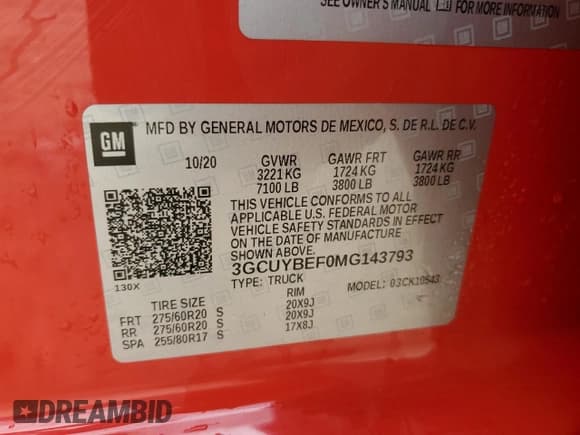 SEE OWNER'S MANUAL FOR MORE INFORMATION
GM
MFD BY GENERAL MOTORS DE MEXICO, S. DE R.L. DE C.V.
10/20 GVWR GAWR FRT GAWR RR
3221 KG 1724 KG 1724 KG
7100 LB 3800 LB 3800 LB
THIS VEHICLE CONFORMS TO ALL
APPLICABLE U.S. FEDERAL MOTOR
VEHICLE SAFETY STANDARDS IN EFFECT
ON THE DATE OF MANUFACTURE SHOWN ABOVE.
3GCUYBEF0MG143793
TYPE: TRUCK MODEL: 03CK10543
130X
TIRE SIZE RIM
FRT 275/60R20 S 20X9J
RR 275/60R20 S 20X9J
SPA 255/80R17 S 17X8J
DREAMBID